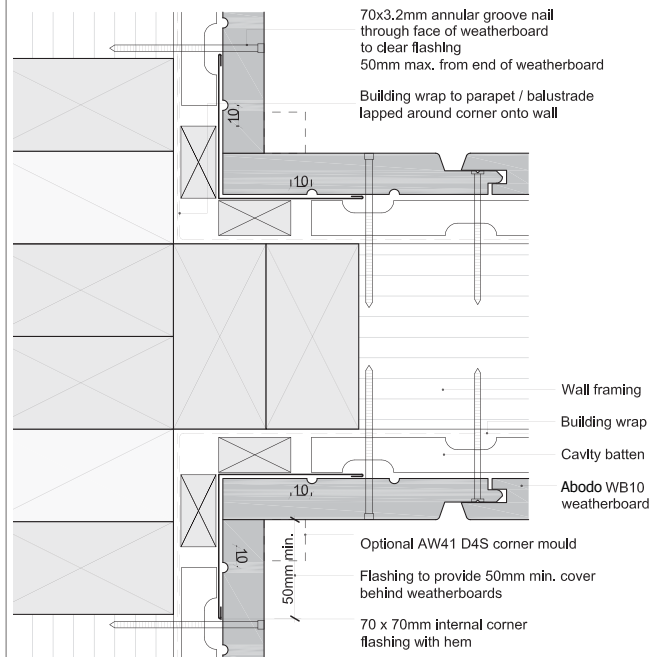 70x3.2mm annular groove nail
through face of weatherboard
to clear flashing
50mm max. from end of weatherboard
Building wrap to parapet / balustrade
lapped around corner onto wall
10
10
Wall framing
Building wrap
Cavity batten
Abodo WB10
weatherboard
10
10
50mm min.
Optional AW41 D4S corner mould
Flashing to provide 50mm min. cover
behind weatherboards
70 x 70mm internal corner
flashing with hem